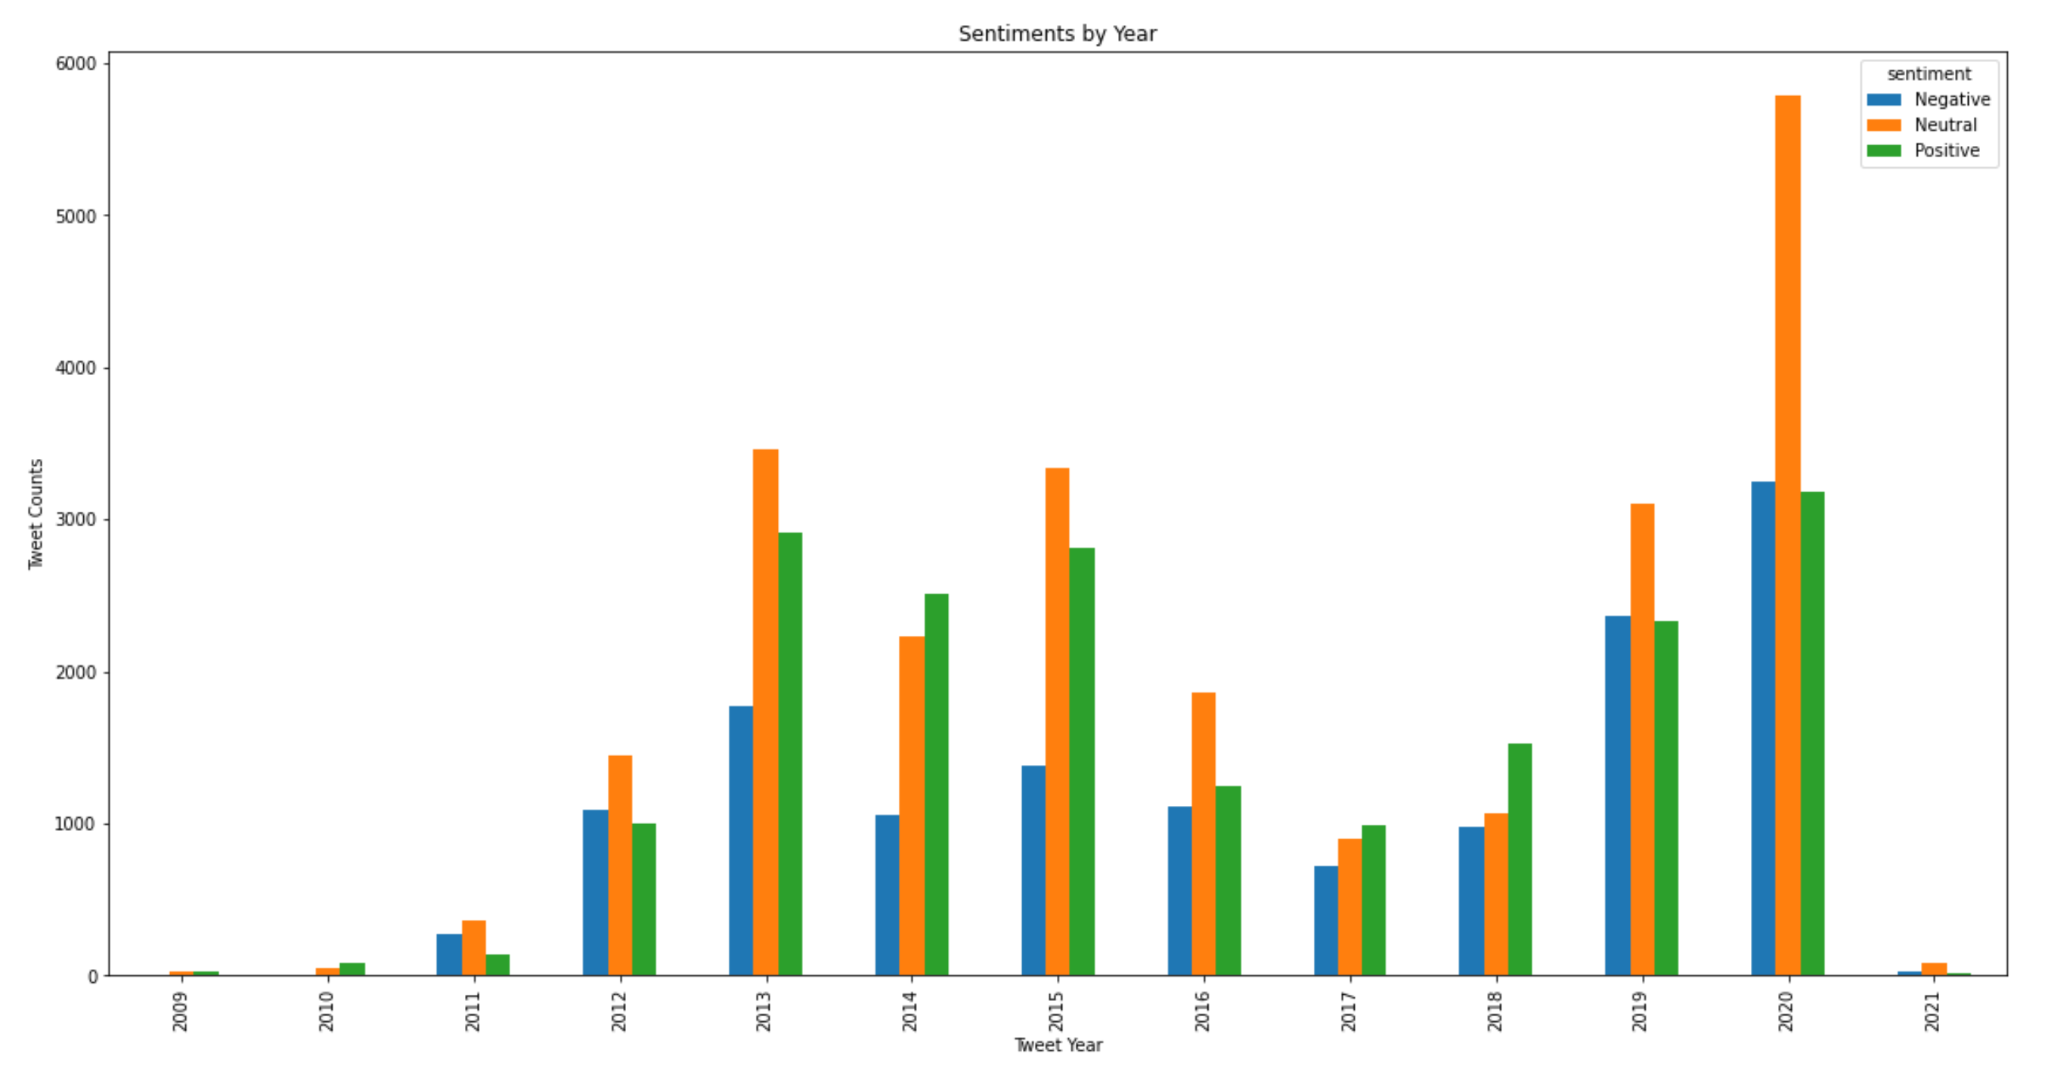 Sentiments by Year
6000
5000
4000
3000
2000
1000
0
Tweet Counts
sentiment
Negative
Neutral
Positive
2009 2010 2011 2012 2013 2014 2015 2016 2017 2018 2019 2020 2021
Tweet Year